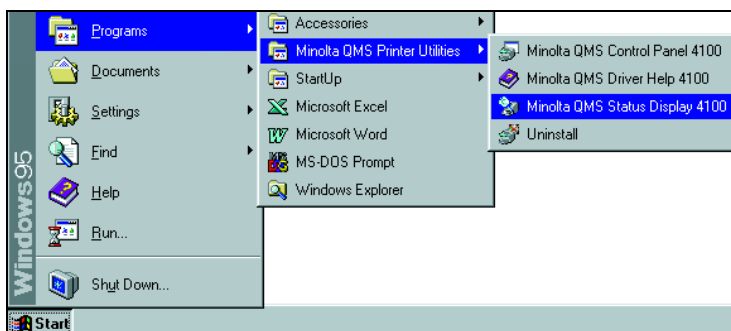 Programs
Documents
Settings
Find
Help
Run...
Shut Down...
Windows95
Start
Accessories
Minolta QMS Printer Utilities
StartUp
Microsoft Excel
Microsoft Word
MS-DOS Prompt
Windows Explorer
Minolta QMS Control Panel 4100
Minolta QMS Driver Help 4100
Minolta QMS Status Display 4100
Uninstall